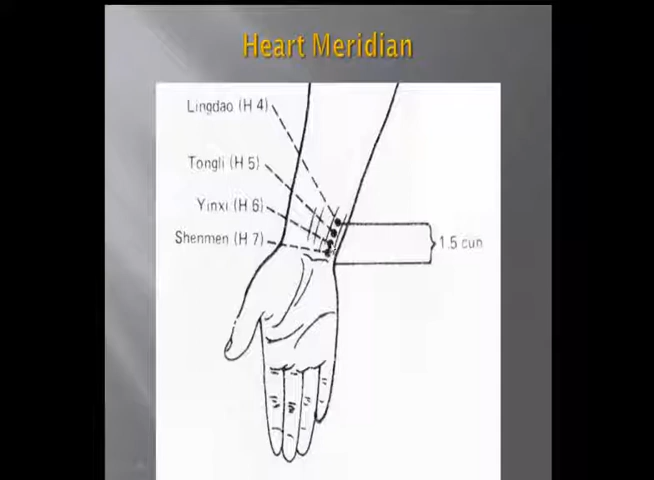 Heart Meridian
Lingdao (H 4)
Tongli (H 5)
Yinxi (H 6)
Shenmen (H 7)
1.5 cun